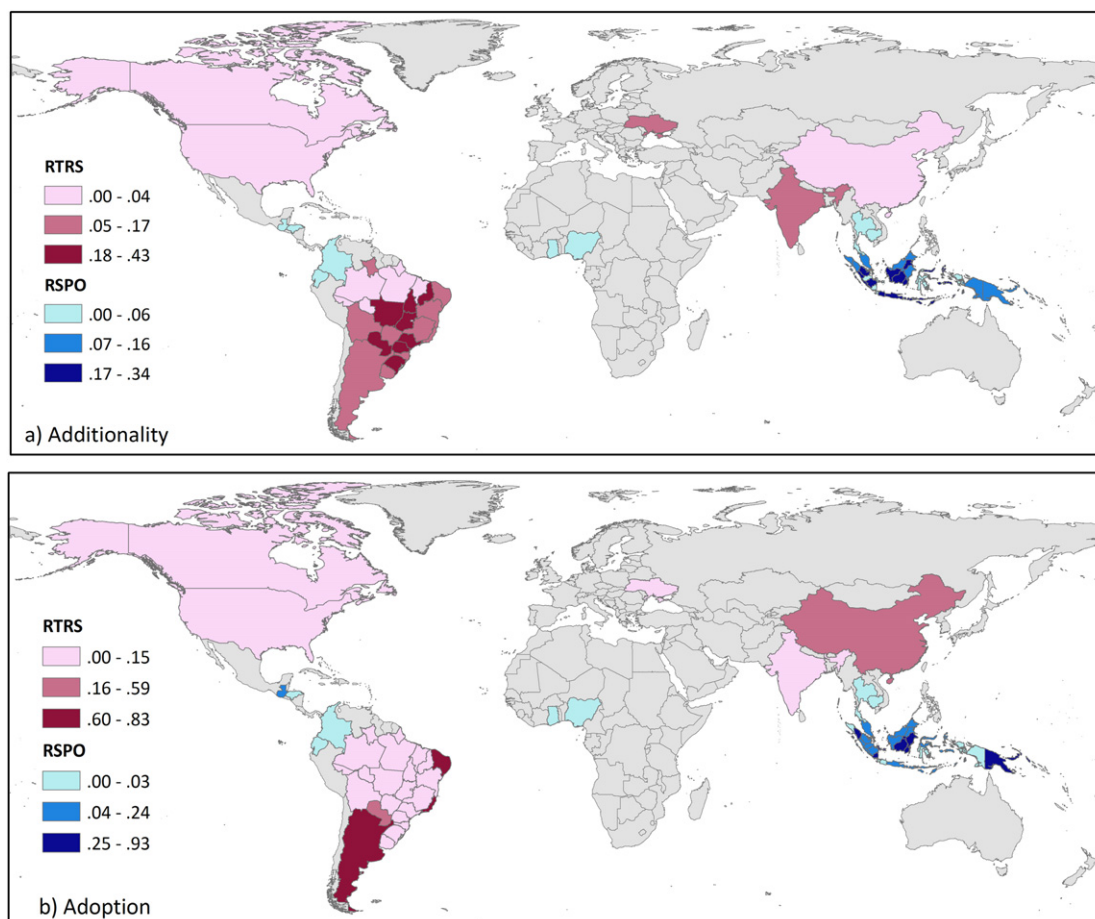 RTRS
.00 - .04
.05 - .17
.18 - .43
RSPO
.00 - .06
.07 - .16
.17 - .34
a) Additionality
RTRS
.00 - .15
.16 - .59
.60 - .83
RSPO
.00 - .03
.04 - .24
.25 - .93
b) Adoption